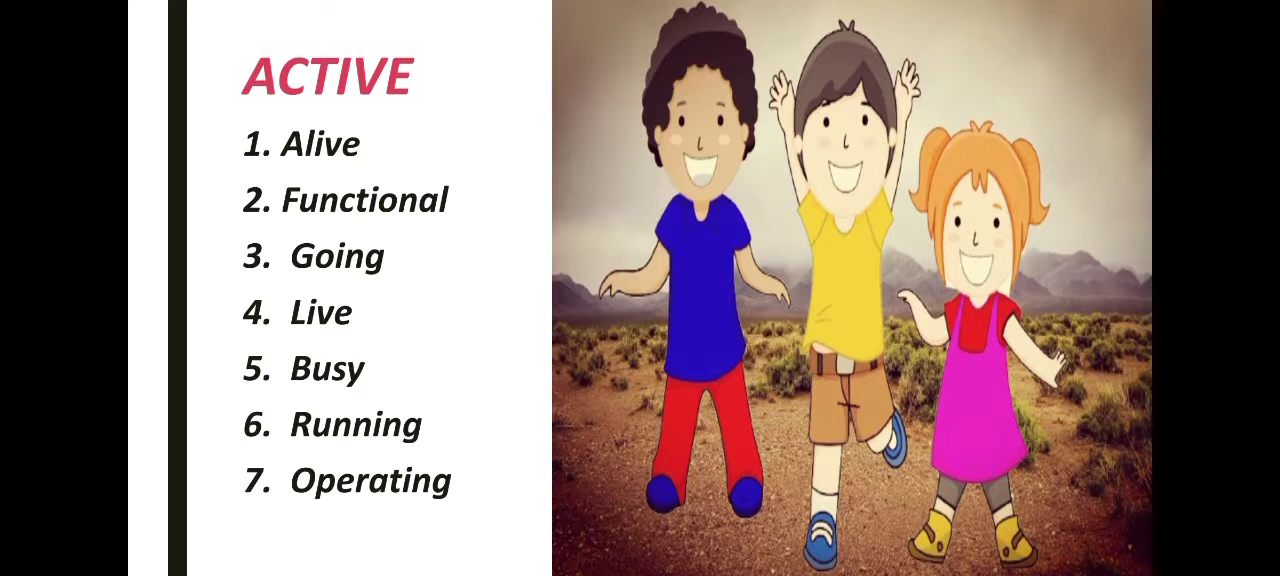 ACTIVE
1. Alive
2. Functional
3. Going
4. Live
5. Busy
6. Running
7. Operating